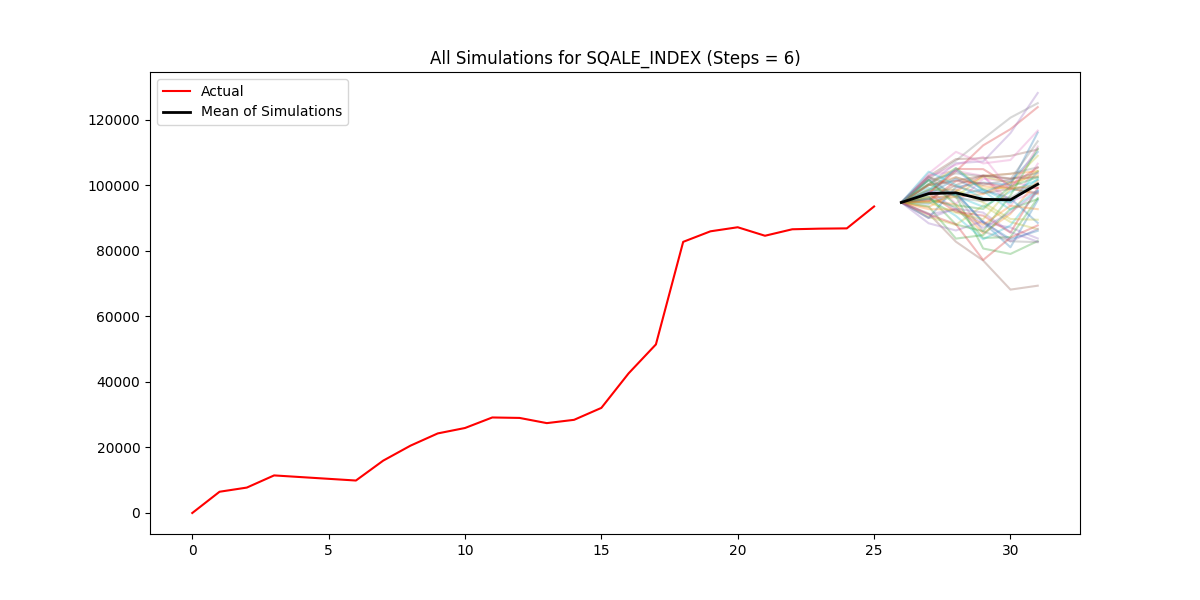 All Simulations for SQALE_INDEX (Steps = 6)
Actual
Mean of Simulations
120000
100000
80000
60000
40000
20000
0
0 5 10 15 20 25 30